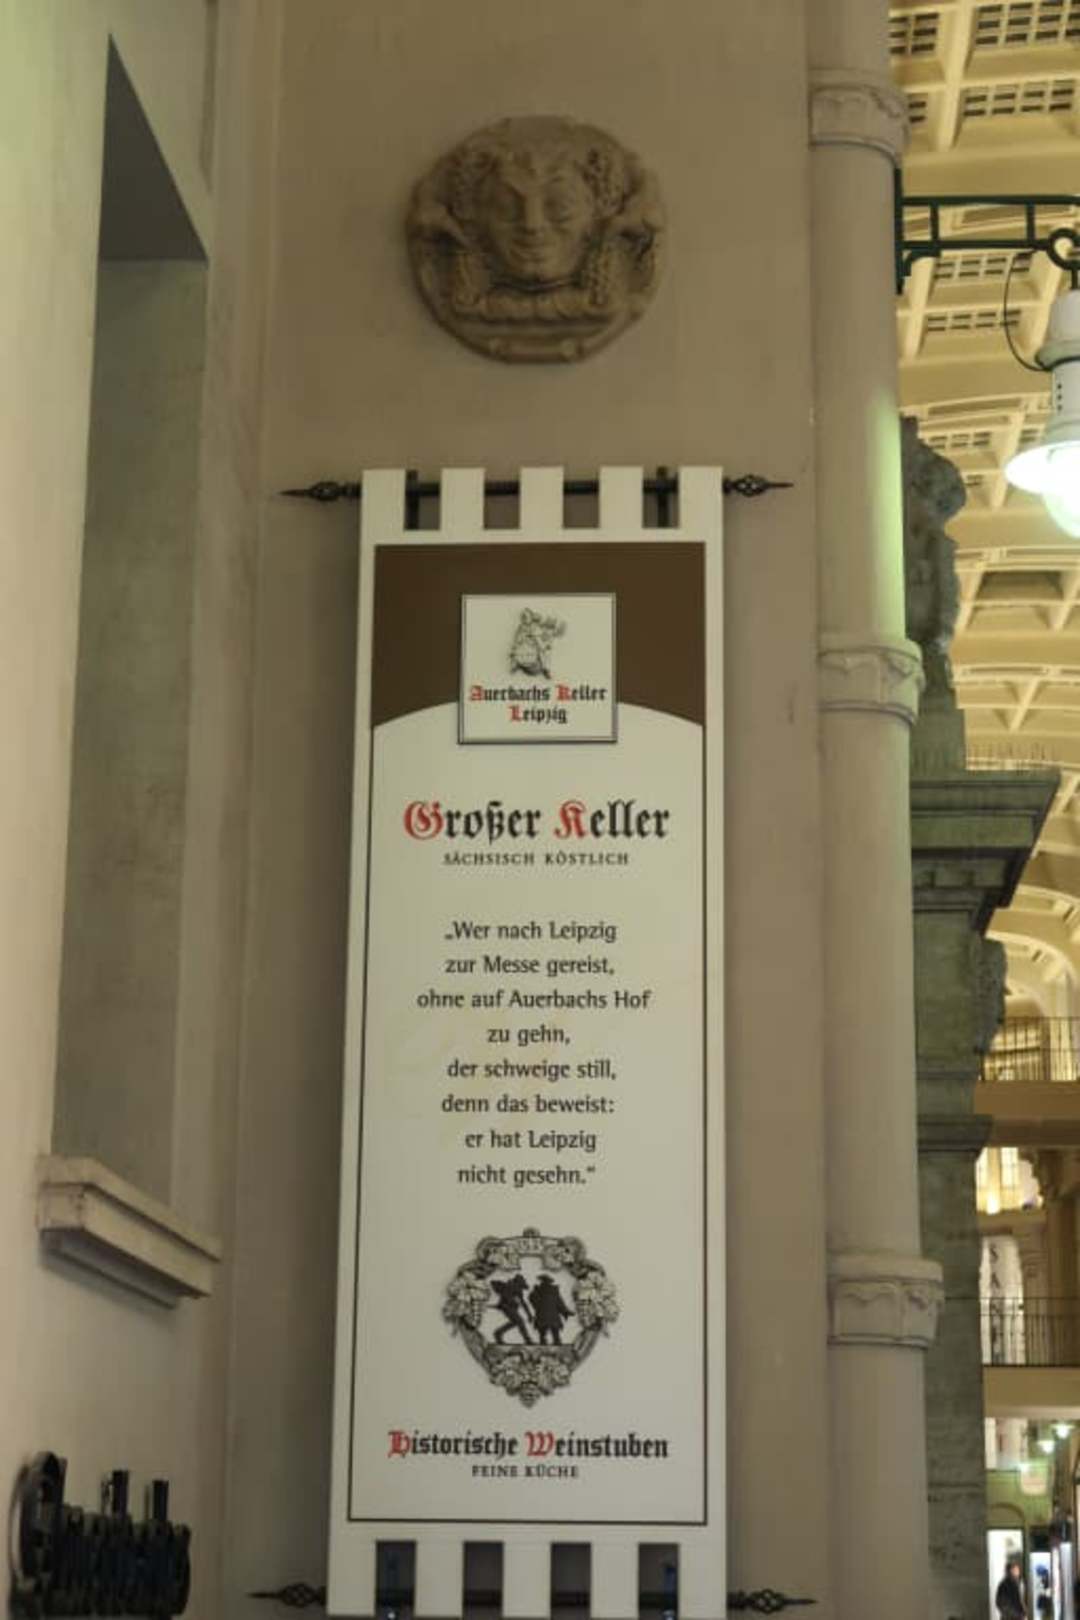 Auerbachs Keller
Leipzig
Großer Keller
SÄCHSISCH KÖSTLICH
„Wer nach Leipzig
zur Messe gereist,
ohne auf Auerbachs Hof
zu gehn,
der schweige still,
denn das beweist:
er hat Leipzig
nicht gesehn.“
Historische Weinstuben
FEINE KÜCHE